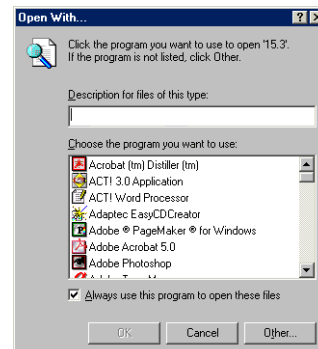 Open With...
Click the program you want to use to open '15.3'.
If the program is not listed, click Other.
Description for files of this type:
Choose the program you want to use:
Acrobat (tm) Distiller (tm)
ACT! 3.0 Application
ACT! Word Processor
Adaptec EasyCDCreator
Adobe ® PageMaker ® for Windows
Adobe Acrobat 5.0
Adobe Photoshop
Always use this program to open these files
OK
Cancel
Other...